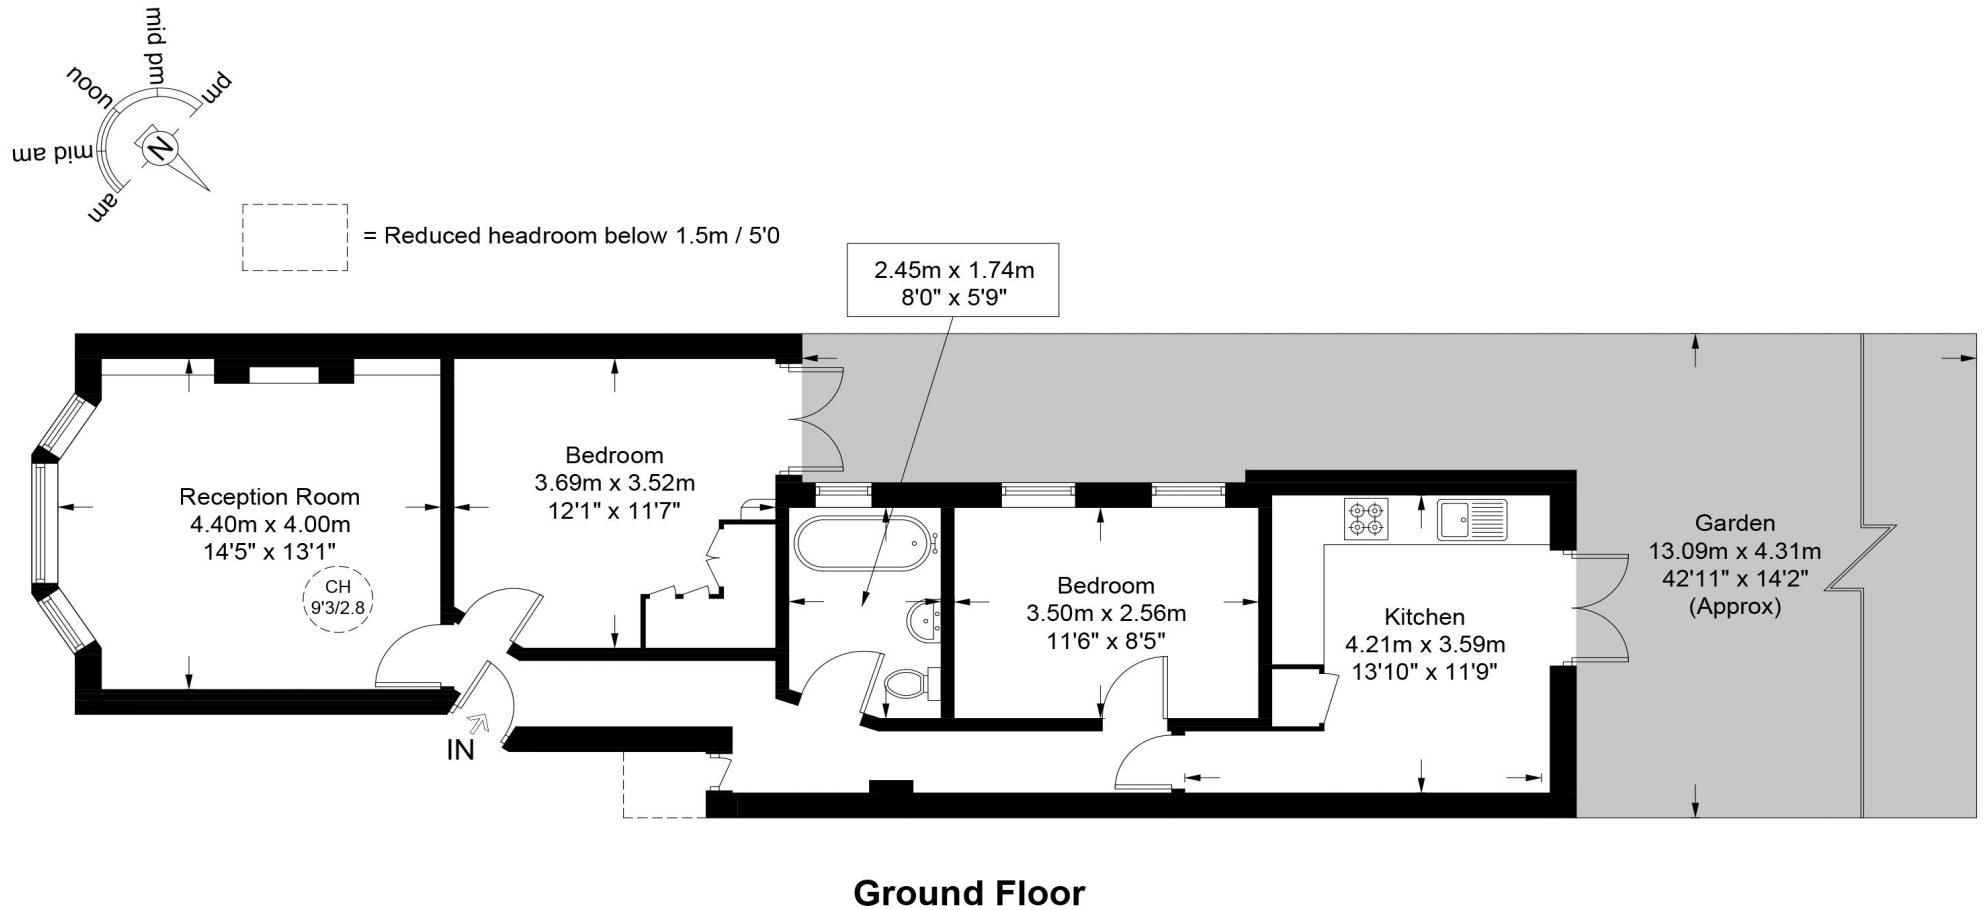 mid pm
noon
pm
mid am
N
am
= Reduced headroom below 1.5m / 5'0
2.45m x 1.74m
8'0" x 5'9"
Reception Room
4.40m x 4.00m
14'5" x 13'1"
CH
9'3/2.8
Bedroom
3.69m x 3.52m
12'1" x 11'7"
Bedroom
3.50m x 2.56m
11'6" x 8'5"
Kitchen
4.21m x 3.59m
13'10" x 11'9"
Garden
13.09m x 4.31m
42'11" x 14'2"
(Approx)
IN
Ground Floor